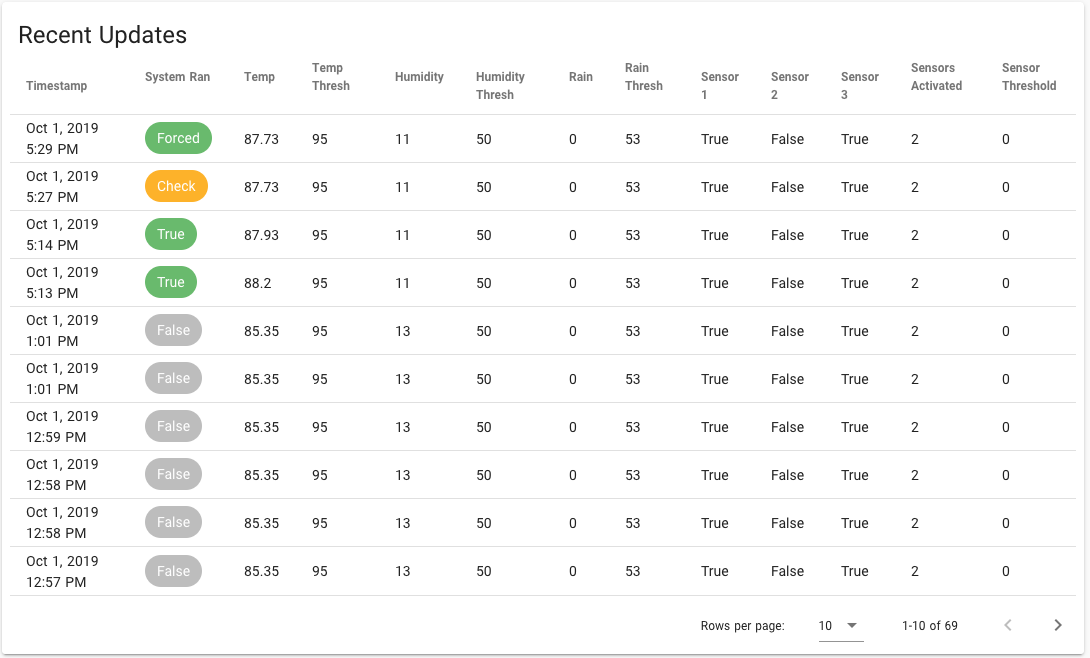 Recent Updates
Timestamp System Ran Temp Temp Thresh Humidity Humidity Thresh Rain Rain Thresh Sensor 1 Sensor 2 Sensor 3 Sensors Activated Sensor Threshold
Oct 1, 2019 5:29 PM Forced 87.73 95 11 50 0 53 True False True 2 0
Oct 1, 2019 5:27 PM Check 87.73 95 11 50 0 53 True False True 2 0
Oct 1, 2019 5:14 PM True 87.93 95 11 50 0 53 True False True 2 0
Oct 1, 2019 5:13 PM True 88.2 95 11 50 0 53 True False True 2 0
Oct 1, 2019 1:01 PM False 85.35 95 13 50 0 53 True False True 2 0
Oct 1, 2019 1:01 PM False 85.35 95 13 50 0 53 True False True 2 0
Oct 1, 2019 12:59 PM False 85.35 95 13 50 0 53 True False True 2 0
Oct 1, 2019 12:58 PM False 85.35 95 13 50 0 53 True False True 2 0
Oct 1, 2019 12:58 PM False 85.35 95 13 50 0 53 True False True 2 0
Oct 1, 2019 12:57 PM False 85.35 95 13 50 0 53 True False True 2 0
Rows per page: 10 1-10 of 69